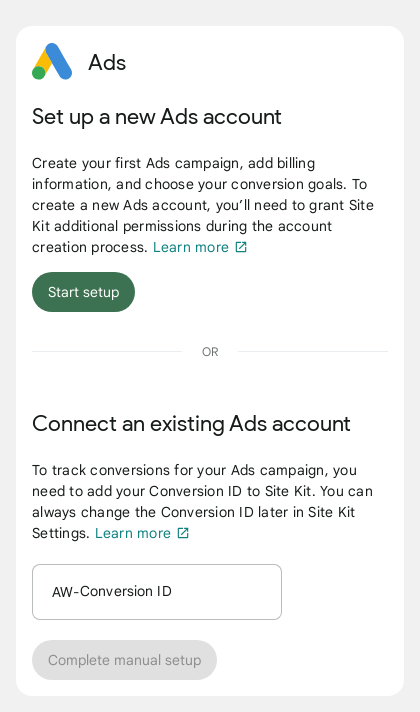 Ads
Set up a new Ads account
Create your first Ads campaign, add billing
information, and choose your conversion goals. To
create a new Ads account, you’ll need to grant Site
Kit additional permissions during the account
creation process. Learn more
Start setup
OR
Connect an existing Ads account
To track conversions for your Ads campaign, you
need to add your Conversion ID to Site Kit. You can
always change the Conversion ID later in Site Kit
Settings. Learn more
AW-Conversion ID
Complete manual setup